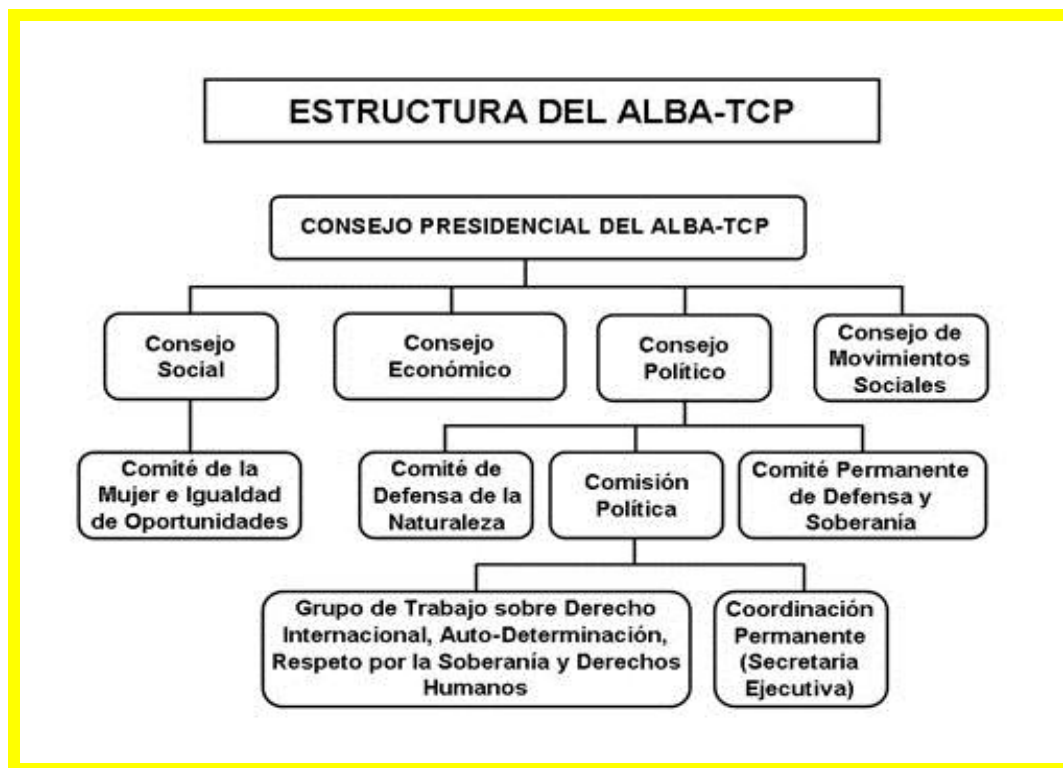 ESTRUCTURA DEL ALBA-TCP
CONSEJO PRESIDENCIAL DEL ALBA-TCP
Consejo
Social
Consejo
Económico
Consejo
Político
Consejo de
Movimientos
Sociales
Comité de la
Mujer e Igualdad
de Oportunidades
Comité de
Defensa de la
Naturaleza
Comisión
Política
Comité Permanente
de Defensa y
Soberanía
Grupo de Trabajo sobre Derecho
Internacional, Auto-Determinación,
Respeto por la Soberanía y Derechos
Humanos
Coordinación
Permanente
(Secretaria
Ejecutiva)